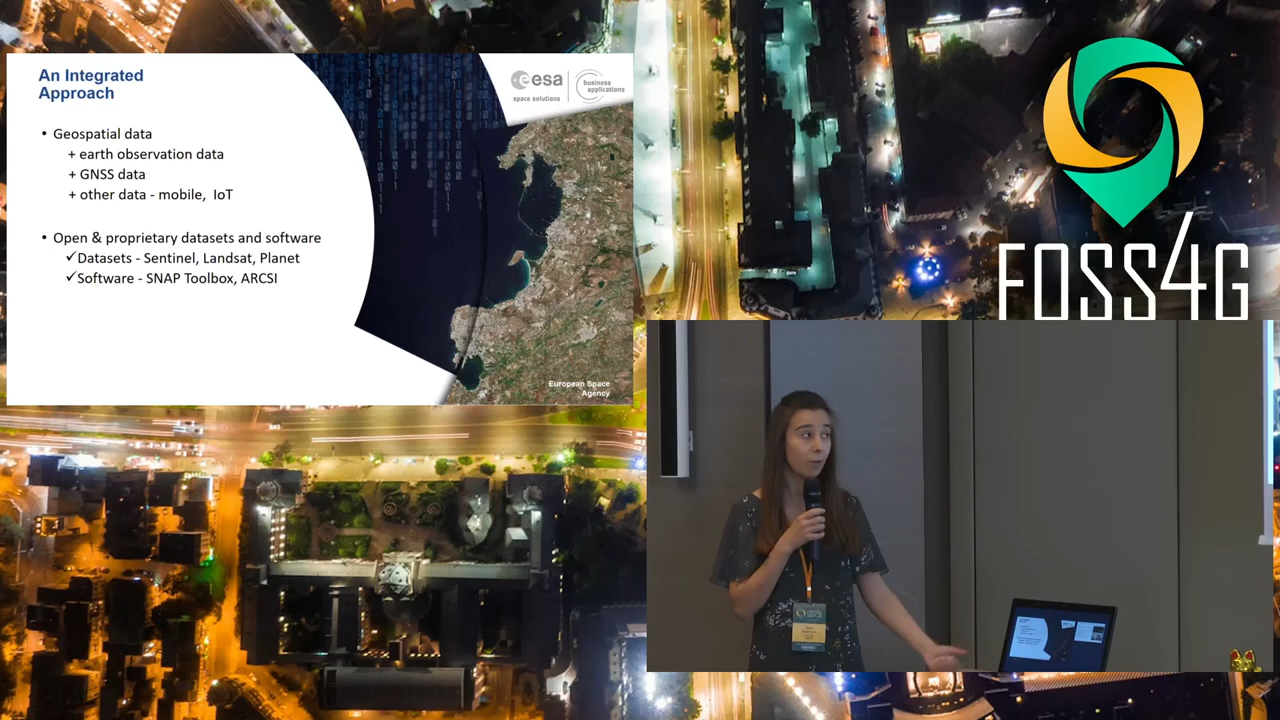 An Integrated
Approach
• Geospatial data
+ earth observation data
+ GNSS data
+ other data - mobile, IoT
• Open & proprietary datasets and software
✓Datasets - Sentinel, Landsat, Planet
✓Software - SNAP Toolbox, ARCSI
esa
space solutions
business
applications
European Space
Agency
FOSS4G